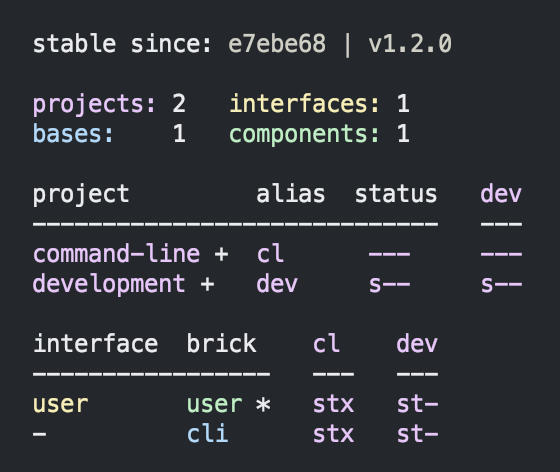 stable since: e7ebe68 | v1.2.0
projects: 2   interfaces: 1
bases:    1   components: 1
project         alias  status   dev
-----------------------------   ---
command-line +  cl      ---     ---
development +   dev     s--     s--
interface  brick    cl    dev
-----------------   ---   ---
user       user *   stx   st-
-          cli      stx   st-